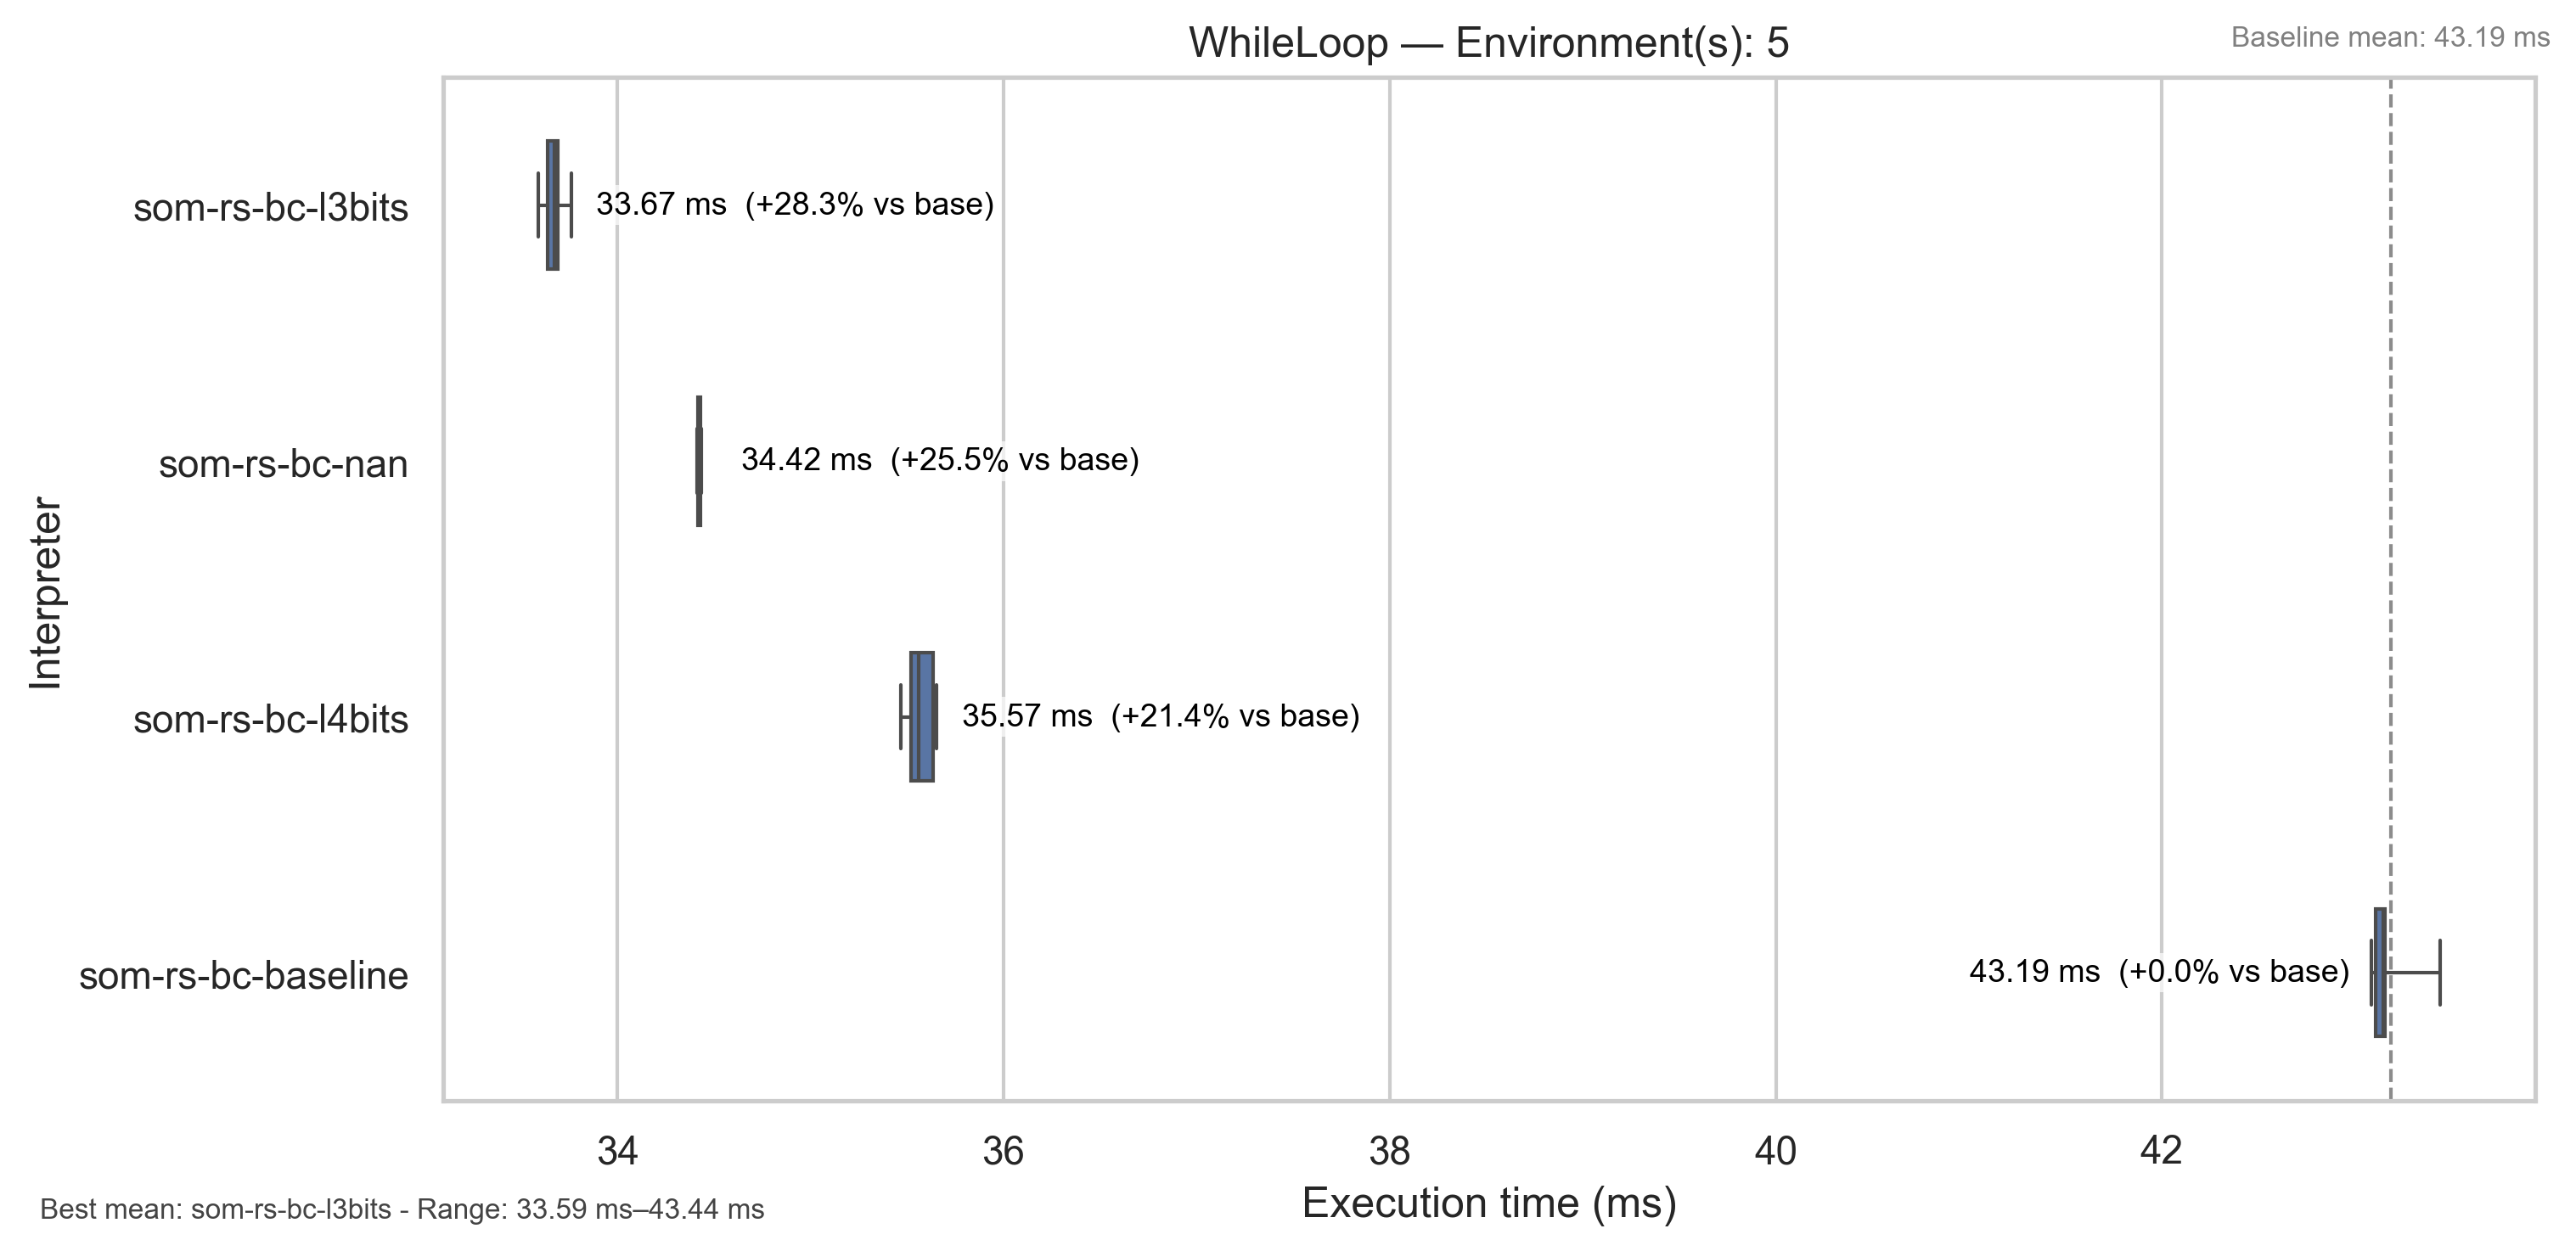 WhileLoop — Environment(s): 5
Baseline mean: 43.19 ms
Interpreter
som-rs-bc-l3bits
33.67 ms  (+28.3% vs base)
som-rs-bc-nan
34.42 ms  (+25.5% vs base)
som-rs-bc-l4bits
35.57 ms  (+21.4% vs base)
som-rs-bc-baseline
43.19 ms  (+0.0% vs base)
34 36 38 40 42
Execution time (ms)
Best mean: som-rs-bc-l3bits - Range: 33.59 ms–43.44 ms